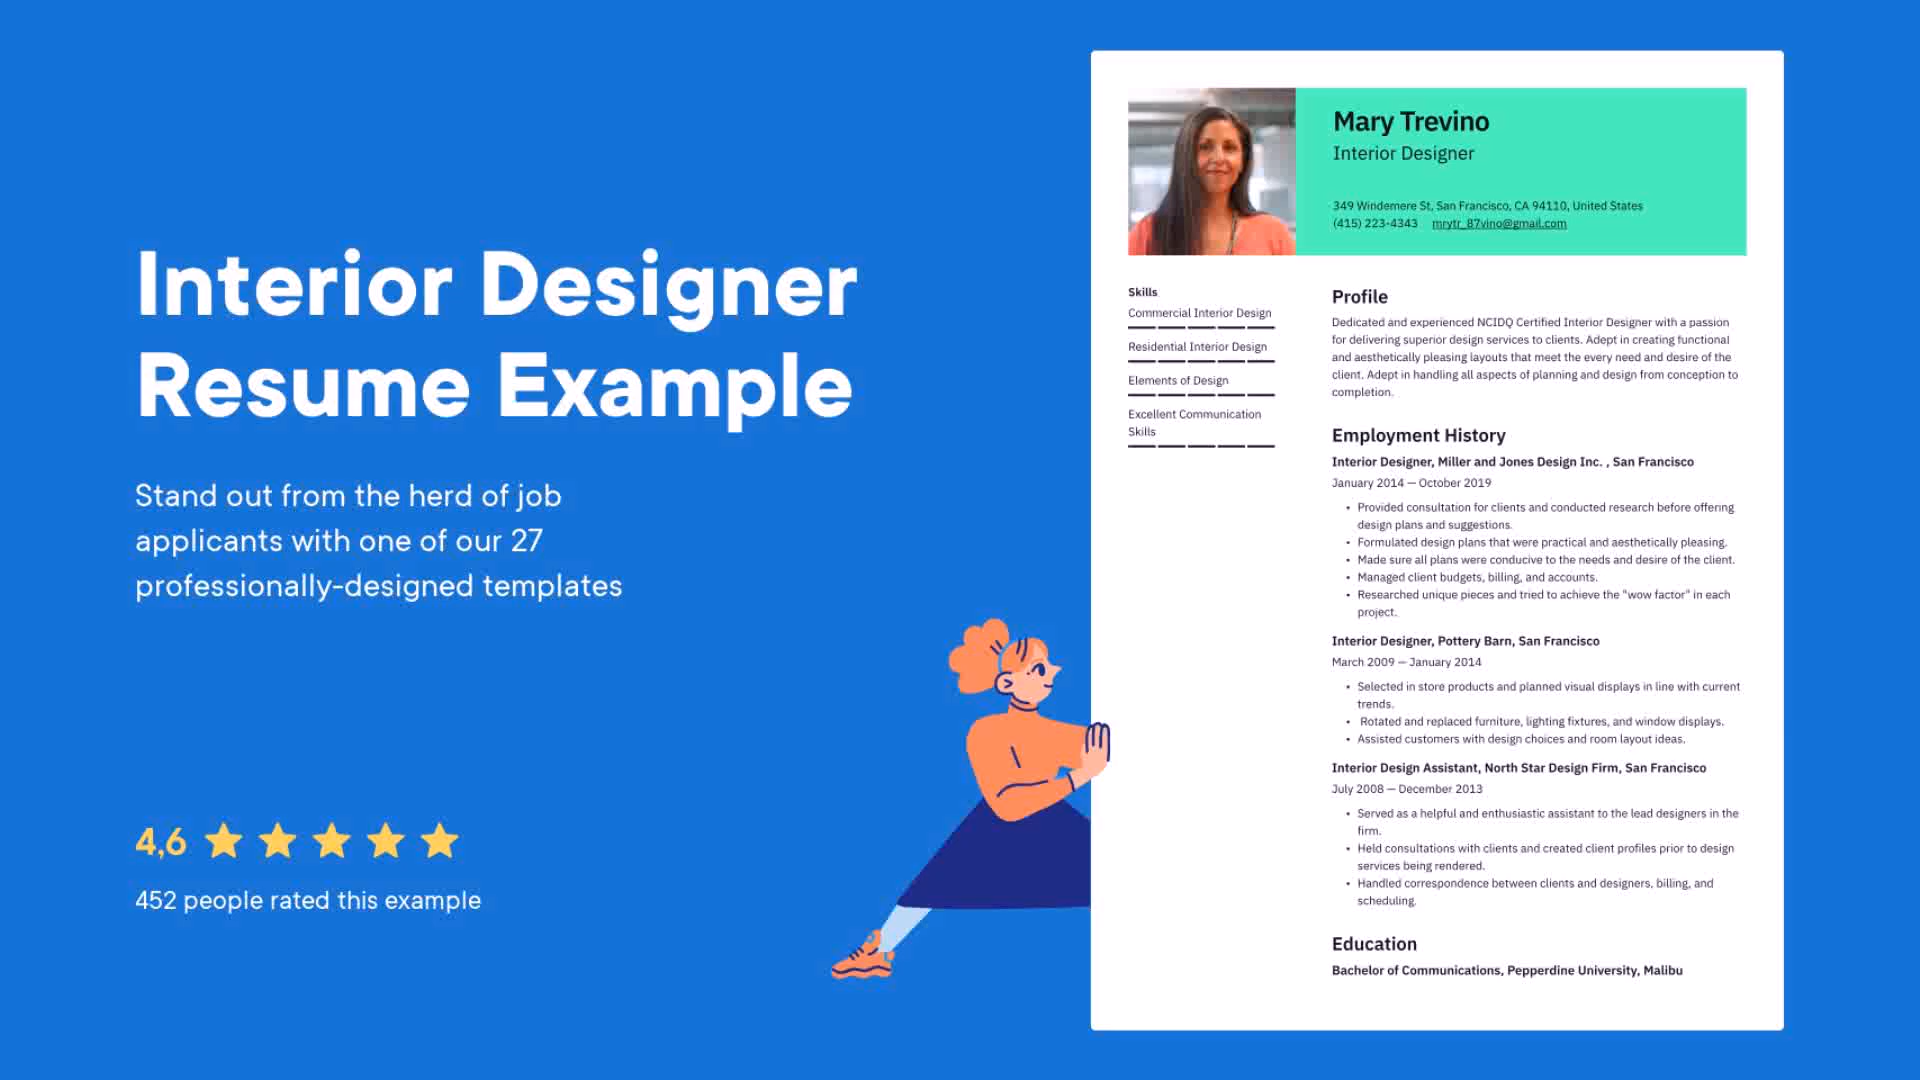 Interior Designer
Resume Example
Stand out from the herd of job
applicants with one of our 27
professionally-designed templates
4,6
452 people rated this example
Mary Trevino
Interior Designer
349 Windemere St, San Francisco, CA 94110, United States
(415) 223-4343 mrytr_87vino@gmail.com
Skills
Commercial Interior Design
Residential Interior Design
Elements of Design
Excellent Communication
Skills
Profile
Dedicated and experienced NCIDQ Certified Interior Designer with a passion
for delivering superior design services to clients. Adept in creating functional
and aesthetically pleasing layouts that meet the every need and desire of the
client. Adept in handling all aspects of planning and design from conception to
completion.
Employment History
Interior Designer, Miller and Jones Design Inc. , San Francisco
January 2014 — October 2019
• Provided consultation for clients and conducted research before offering
design plans and suggestions.
• Formulated design plans that were practical and aesthetically pleasing.
• Made sure all plans were conducive to the needs and desire of the client.
• Managed client budgets, billing, and accounts.
• Researched unique pieces and tried to achieve the "wow factor" in each
project.
Interior Designer, Pottery Barn, San Francisco
March 2009 — January 2014
• Selected in store products and planned visual displays in line with current
trends.
• Rotated and replaced furniture, lighting fixtures, and window displays.
• Assisted customers with design choices and room layout ideas.
Interior Design Assistant, North Star Design Firm, San Francisco
July 2008 — December 2013
• Served as a helpful and enthusiastic assistant to the lead designers in the
firm.
• Held consultations with clients and created client profiles prior to design
services being rendered.
• Handled correspondence between clients and designers, billing, and
scheduling.
Education
Bachelor of Communications, Pepperdine University, Malibu